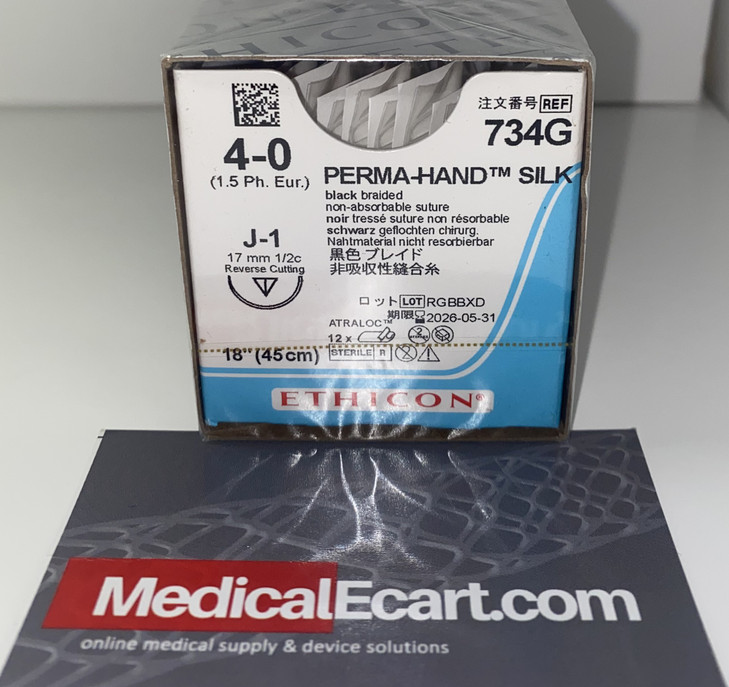 ETHICON
注文番号 REF
734G
4-0
(1.5 Ph. Eur.)
PERMA-HAND™ SILK
black braided
non-absorbable suture
noir tressé suture non résorbable
schwarz geflochten chirurg.
Nahtmaterial nicht resorbierbar
黒色 ブレイド
非吸収性縫合糸
J-1
17 mm 1/2c
Reverse Cutting
ロット LOT RGBBXD
期限 2026-05-31
ATRALOC™
12 x
18" (45cm)
STERILE R
ETHICON®
MedicalEcart.com
online medical supply & device solutions